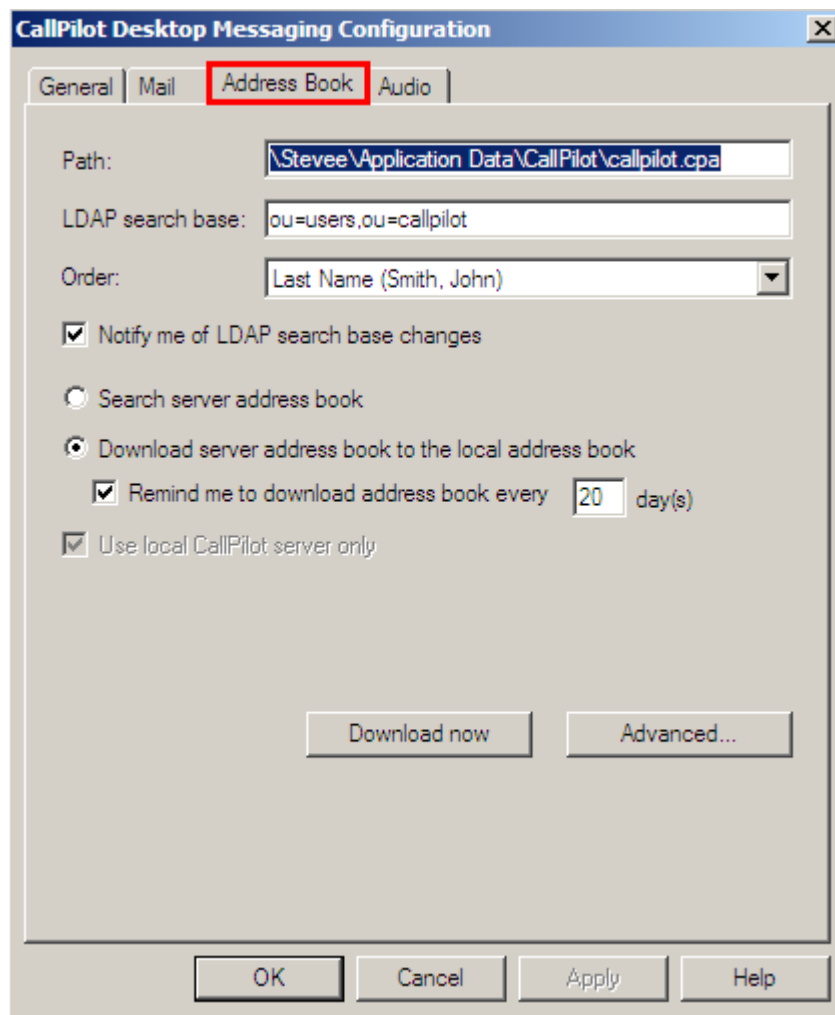 CallPilot Desktop Messaging Configuration
General Mail Address Book Audio
Path: \Stevee\Application Data\CallPilot\callpilot.cpa
LDAP search base: ou=users,ou=callpilot
Order: Last Name (Smith, John)
Notify me of LDAP search base changes
Search server address book
Download server address book to the local address book
Remind me to download address book every 20 day(s)
Use local CallPilot server only
Download now Advanced...
OK Cancel Apply Help